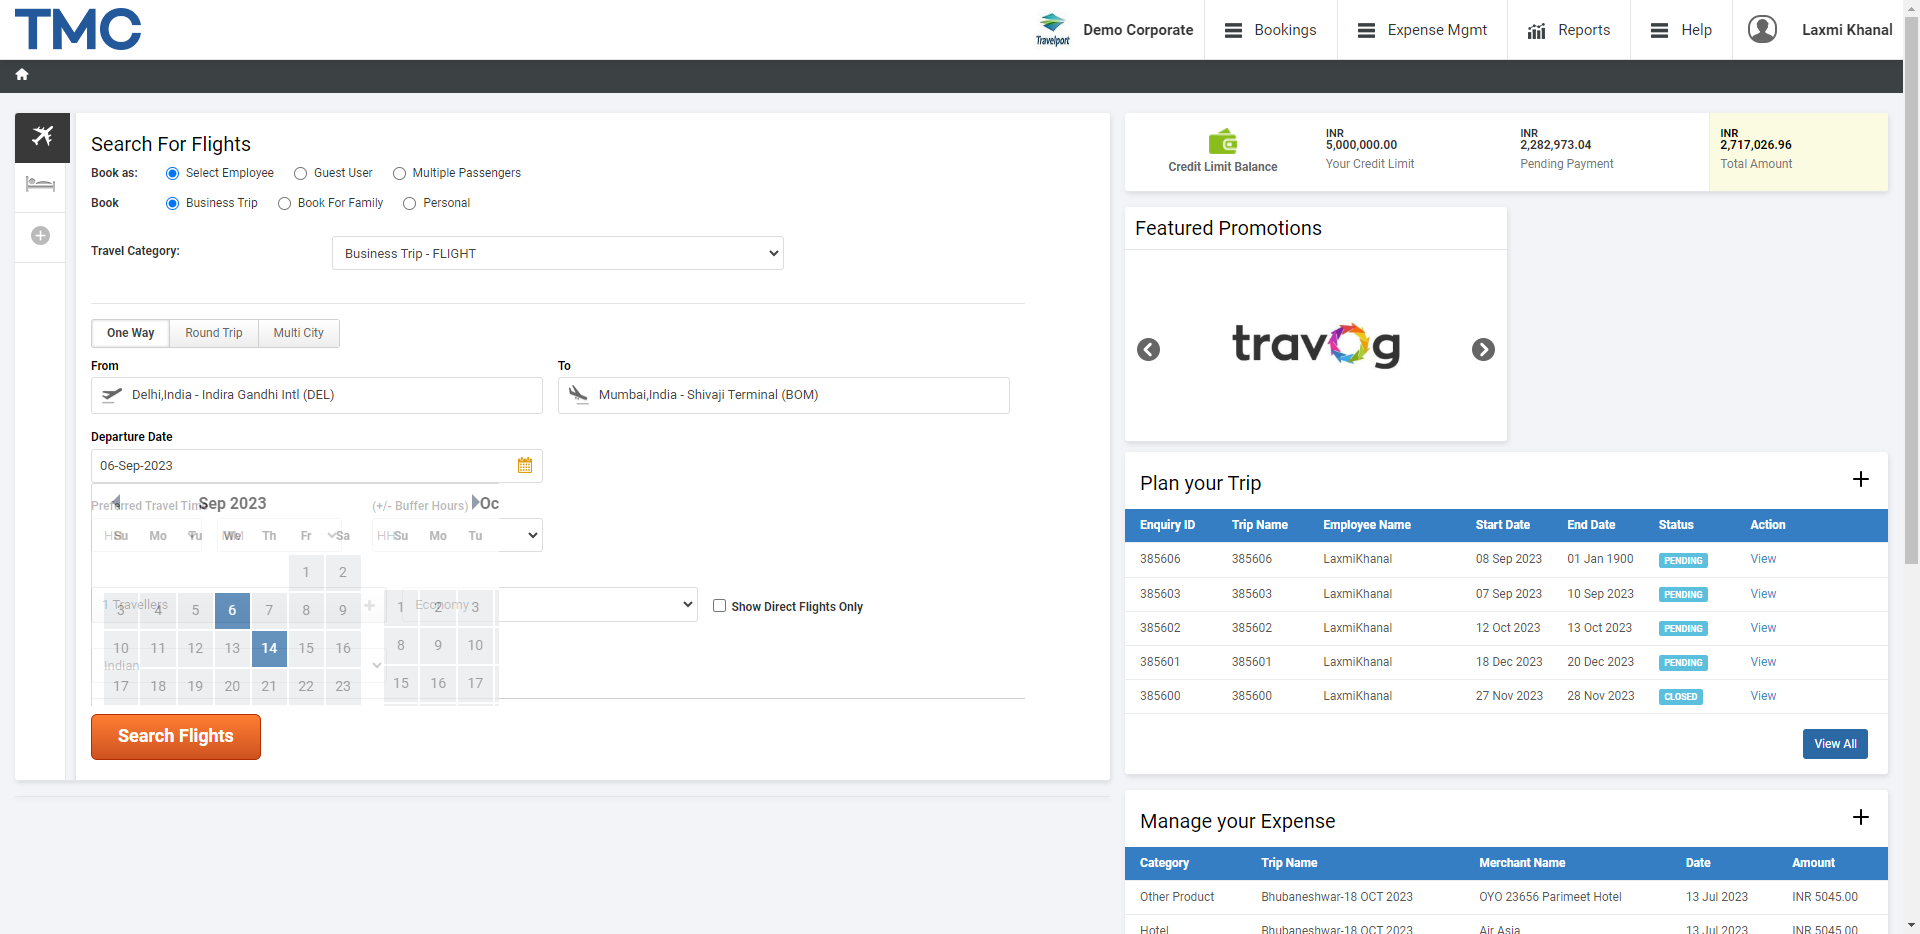 TMC
Travelport
Demo Corporate
Bookings
Expense Mgmt
Reports
Help
Laxmi Khanal
Search For Flights
Book as: Select Employee Guest User Multiple Passengers
Book Business Trip Book For Family Personal
Travel Category: Business Trip - FLIGHT
One Way Round Trip Multi City
From To
Delhi,India - Indira Gandhi Intl (DEL) Mumbai,India - Shivaji Terminal (BOM)
Departure Date
06-Sep-2023
Preferred Travel Time (+/- Buffer Hours)
Sep 2023 Oc
HH MM HH
Su Mo Tu We Th Fr Sa Su Mo Tu
1 2
1 Travellers Economy Show Direct Flights Only
3 4 5 6 7 8 9 1 2 3
10 11 12 13 14 15 16 8 9 10
Indian
17 18 19 20 21 22 23 15 16 17
Search Flights
Credit Limit Balance
INR
5,000,000.00
Your Credit Limit
INR
2,282,973.04
Pending Payment
INR
2,717,026.96
Total Amount
Featured Promotions
travog
Plan your Trip
Enquiry ID Trip Name Employee Name Start Date End Date Status Action
385606 385606 LaxmiKhanal 08 Sep 2023 01 Jan 1900 PENDING View
385603 385603 LaxmiKhanal 07 Sep 2023 10 Sep 2023 PENDING View
385602 385602 LaxmiKhanal 12 Oct 2023 13 Oct 2023 PENDING View
385601 385601 LaxmiKhanal 18 Dec 2023 20 Dec 2023 PENDING View
385600 385600 LaxmiKhanal 27 Nov 2023 28 Nov 2023 CLOSED View
View All
Manage your Expense
Category Trip Name Merchant Name Date Amount
Other Product Bhubaneshwar-18 OCT 2023 OYO 23656 Parimeet Hotel 13 Jul 2023 INR 5045.00
Hotel Bhubaneshwar-18 OCT 2023 Air Asia 13 Jul 2023 INR 5045.00